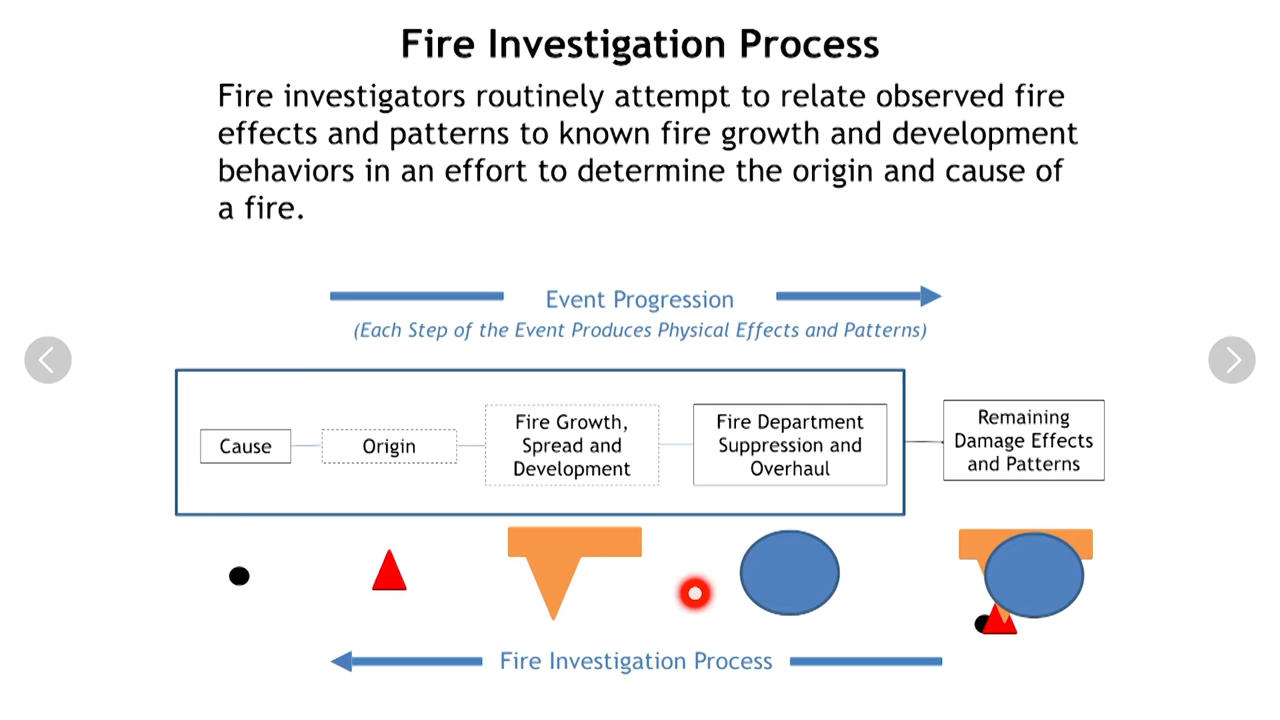 Fire Investigation Process
Fire investigators routinely attempt to relate observed fire
effects and patterns to known fire growth and development
behaviors in an effort to determine the origin and cause of
a fire.
Event Progression
(Each Step of the Event Produces Physical Effects and Patterns)
Cause
Origin
Fire Growth,
Spread and
Development
Fire Department
Suppression and
Overhaul
Remaining
Damage Effects
and Patterns
Fire Investigation Process